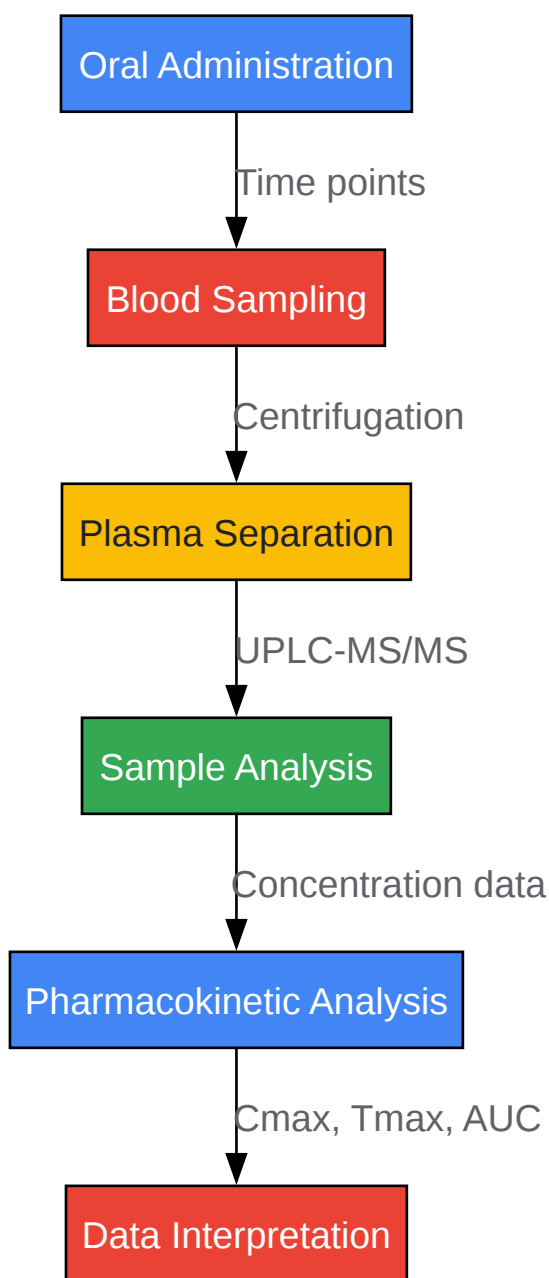 Oral Administration
Time points
Blood Sampling
Centrifugation
Plasma Separation
UPLC-MS/MS
Sample Analysis
Concentration data
Pharmacokinetic Analysis
Cmax, Tmax, AUC
Data Interpretation